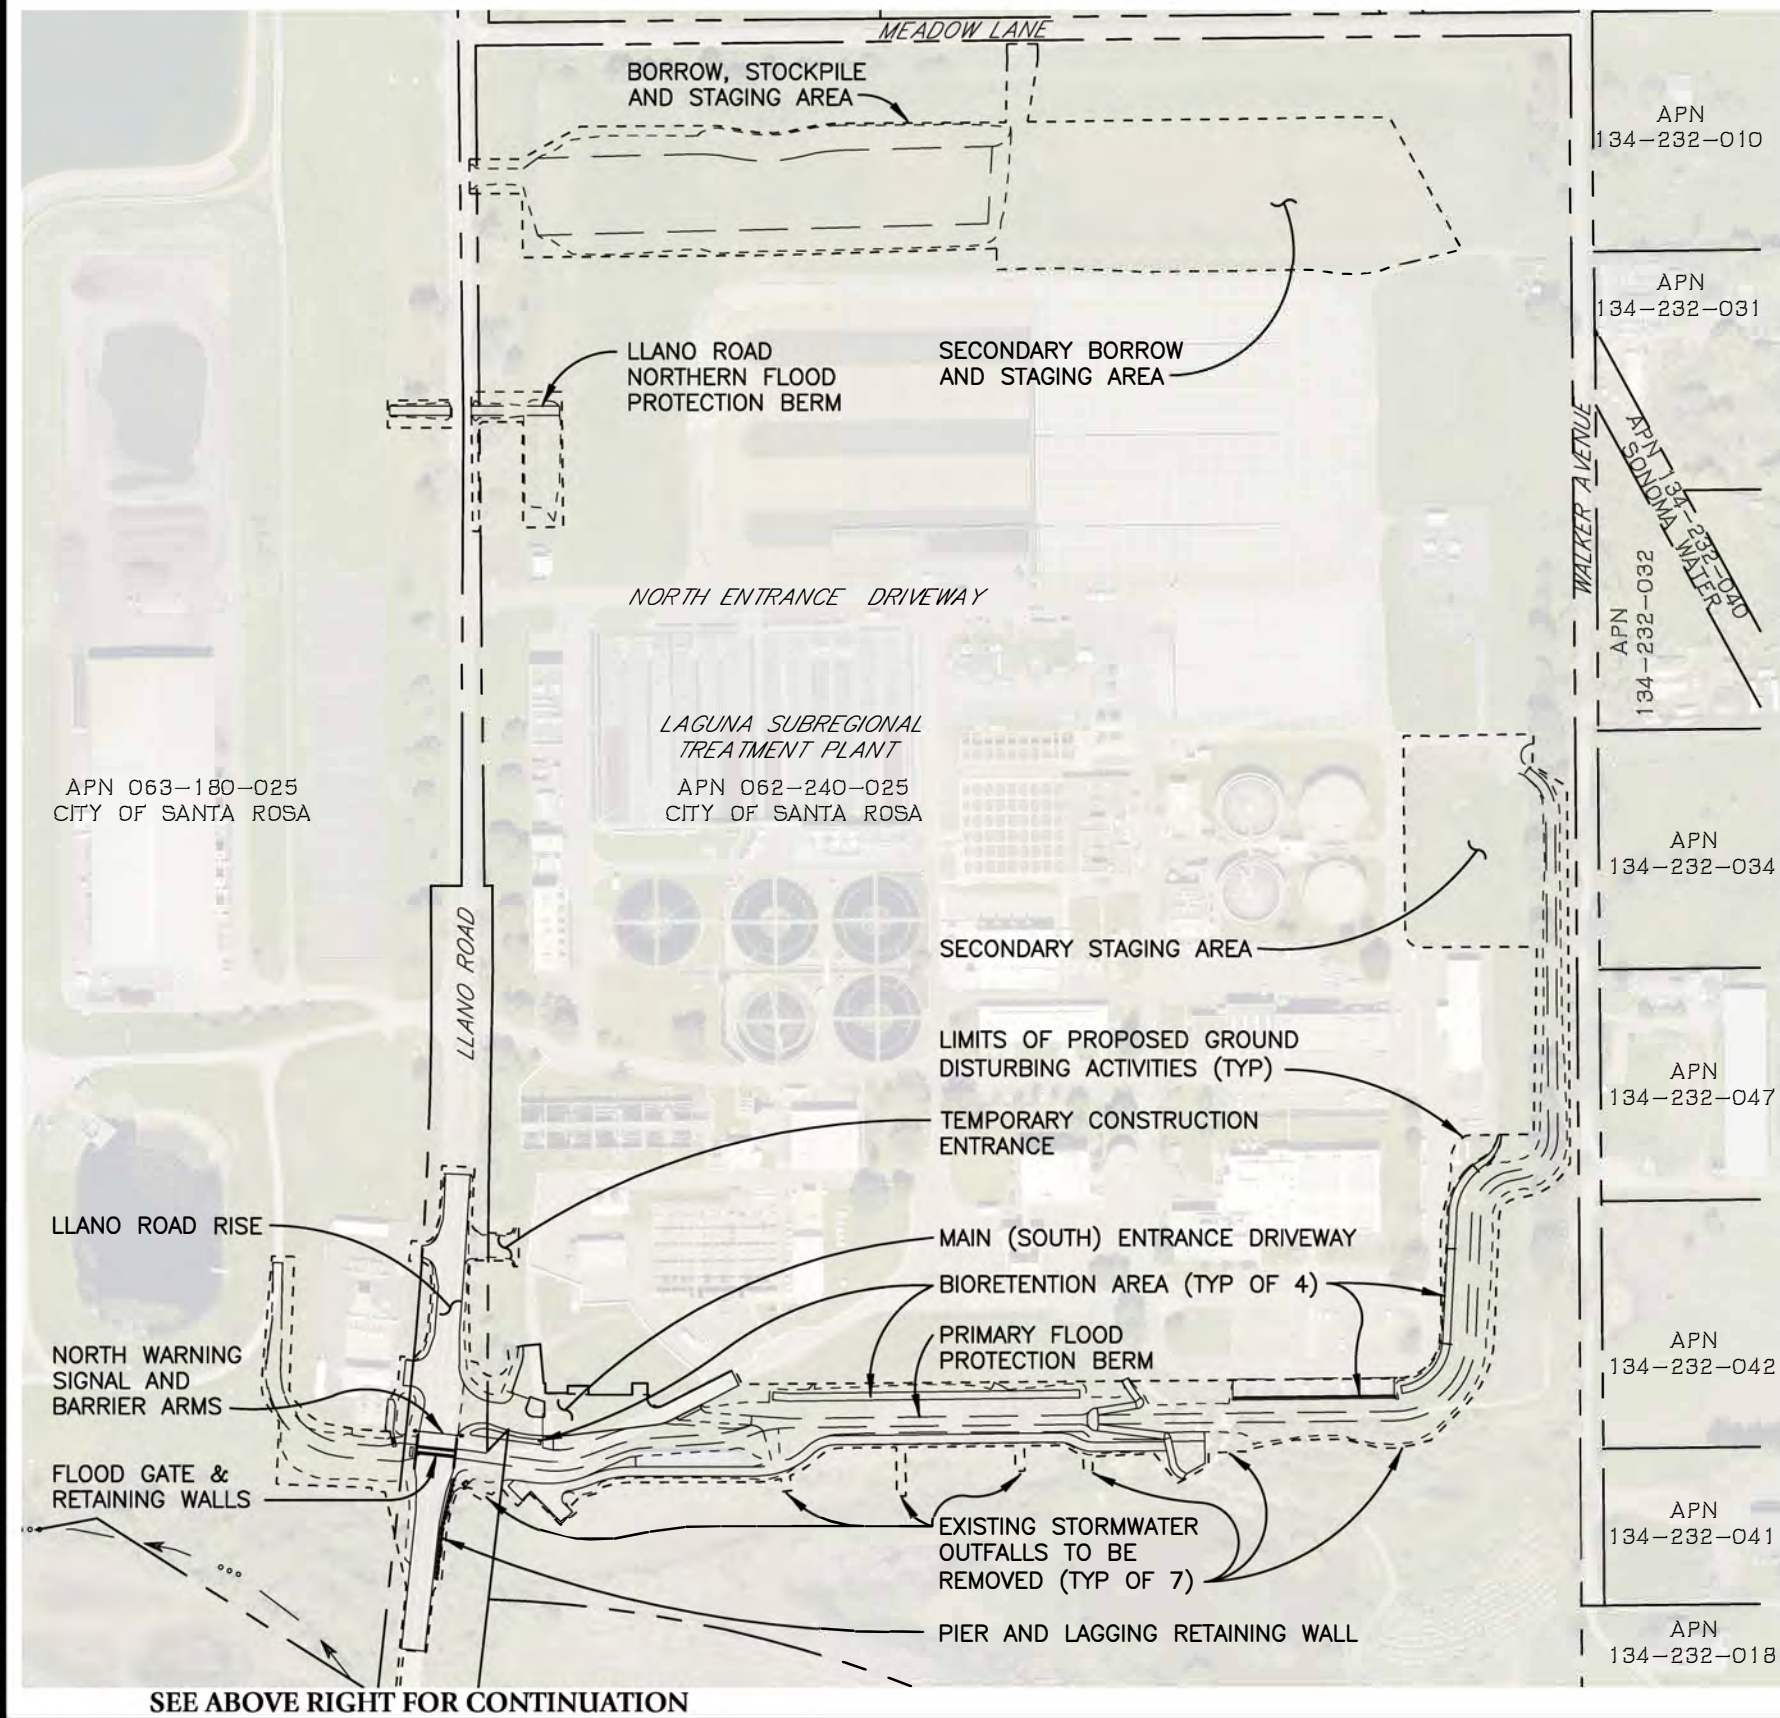 MEADOW LANE
BORROW, STOCKPILE
AND STAGING AREA
APN
134-232-010
APN
134-232-031
LLANO ROAD
NORTHERN FLOOD
PROTECTION BERM
SECONDARY BORROW
AND STAGING AREA
WALKER AVENUE
APN 134-232-040
SONOMA WATER
APN
134-232-032
NORTH ENTRANCE DRIVEWAY
LAGUNA SUBREGIONAL
TREATMENT PLANT
APN 062-240-025
CITY OF SANTA ROSA
APN 063-180-025
CITY OF SANTA ROSA
APN
134-232-034
LLANO ROAD
SECONDARY STAGING AREA
LIMITS OF PROPOSED GROUND
DISTURBING ACTIVITIES (TYP)
APN
134-232-047
TEMPORARY CONSTRUCTION
ENTRANCE
LLANO ROAD RISE
MAIN (SOUTH) ENTRANCE DRIVEWAY
BIORETENTION AREA (TYP OF 4)
PRIMARY FLOOD
PROTECTION BERM
NORTH WARNING
SIGNAL AND
BARRIER ARMS
APN
134-232-042
FLOOD GATE &
RETAINING WALLS
EXISTING STORMWATER
OUTFALLS TO BE
REMOVED (TYP OF 7)
APN
134-232-041
PIER AND LAGGING RETAINING WALL
APN
134-232-018
SEE ABOVE RIGHT FOR CONTINUATION